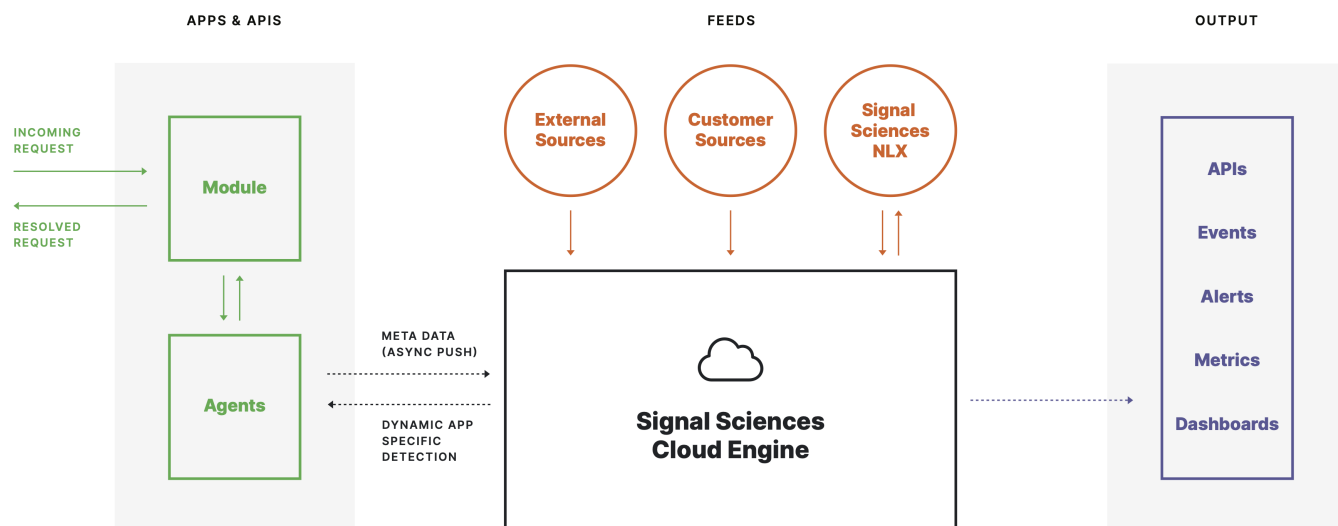 APPS & APIS
FEEDS
OUTPUT
INCOMING
REQUEST
RESOLVED
REQUEST
Module
Agents
META DATA
(ASYNC PUSH)
DYNAMIC APP
SPECIFIC
DETECTION
External
Sources
Customer
Sources
Signal
Sciences
NLX
Signal Sciences
Cloud Engine
APIs
Events
Alerts
Metrics
Dashboards